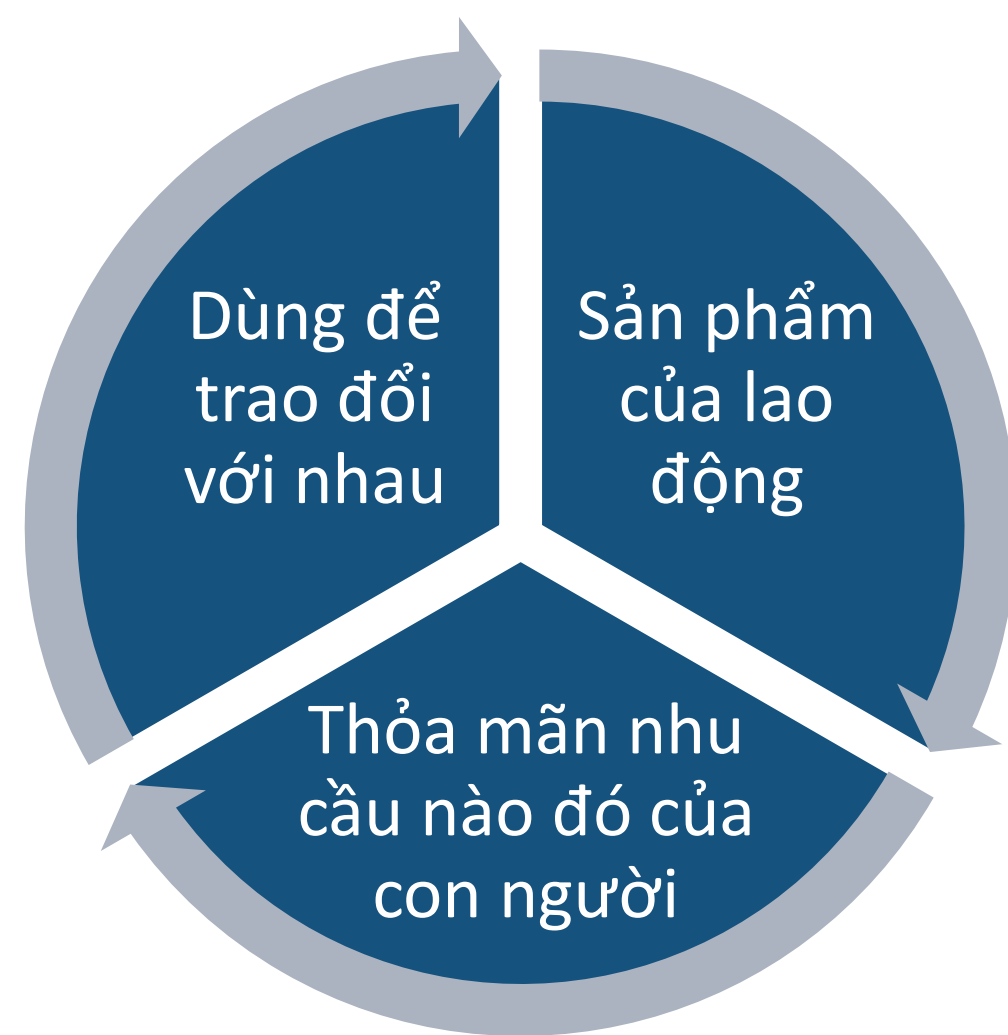 Dùng để
trao đổi
với nhau
Sản phẩm
của lao
động
Thỏa mãn nhu
cầu nào đó của
con người